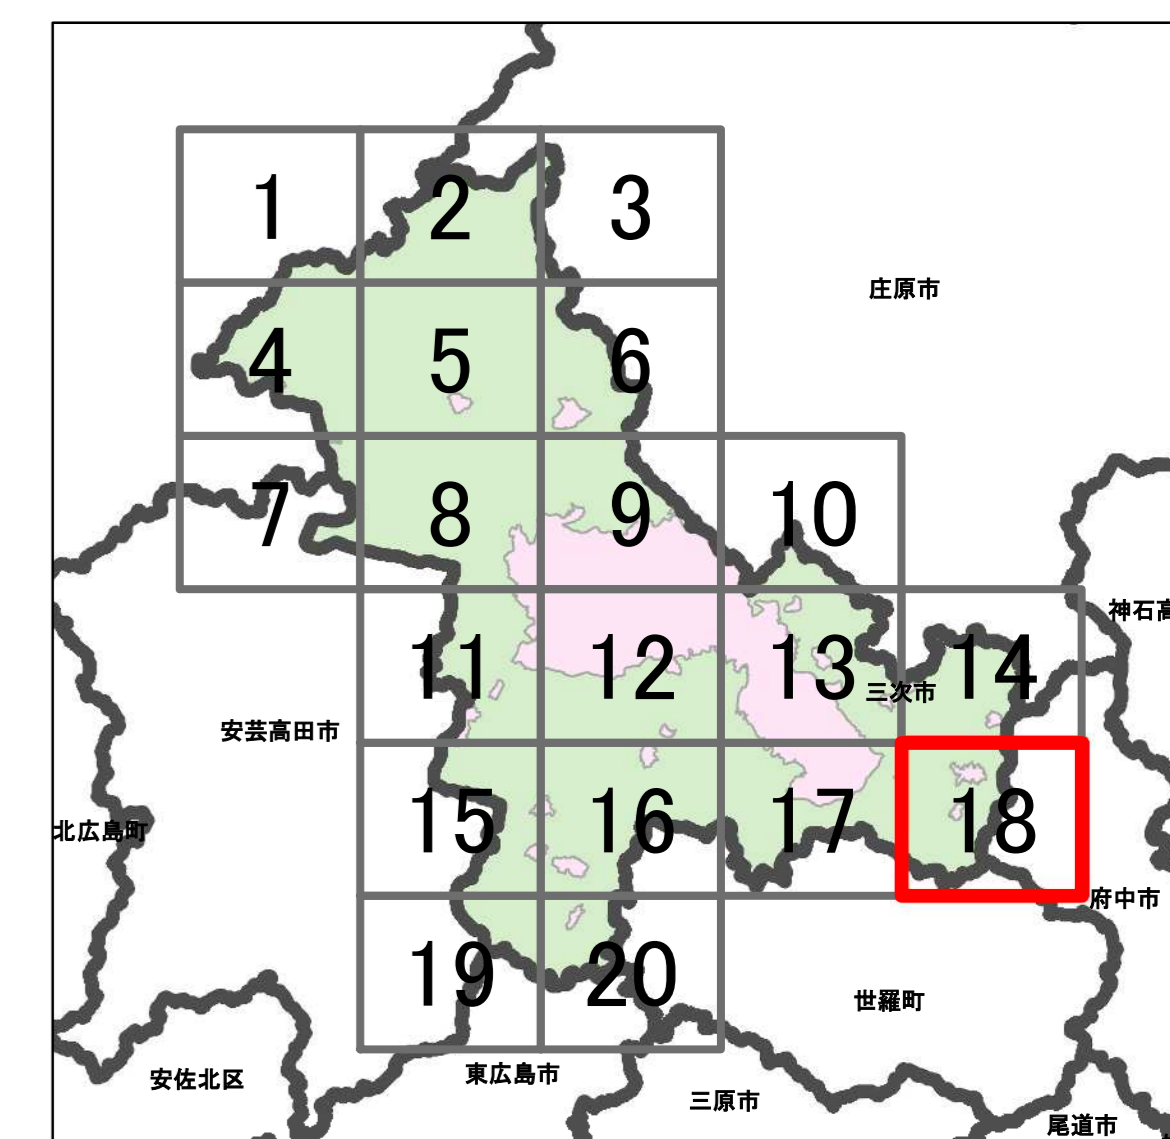 1 2 3
庄原市
4 5 6
7 8 9 10
神石高
11 12 13 14
三次市
安芸高田市
15 16 17 18
北広島町
府中市
19 20
世羅町
東広島市
安佐北区
三原市
尾道市